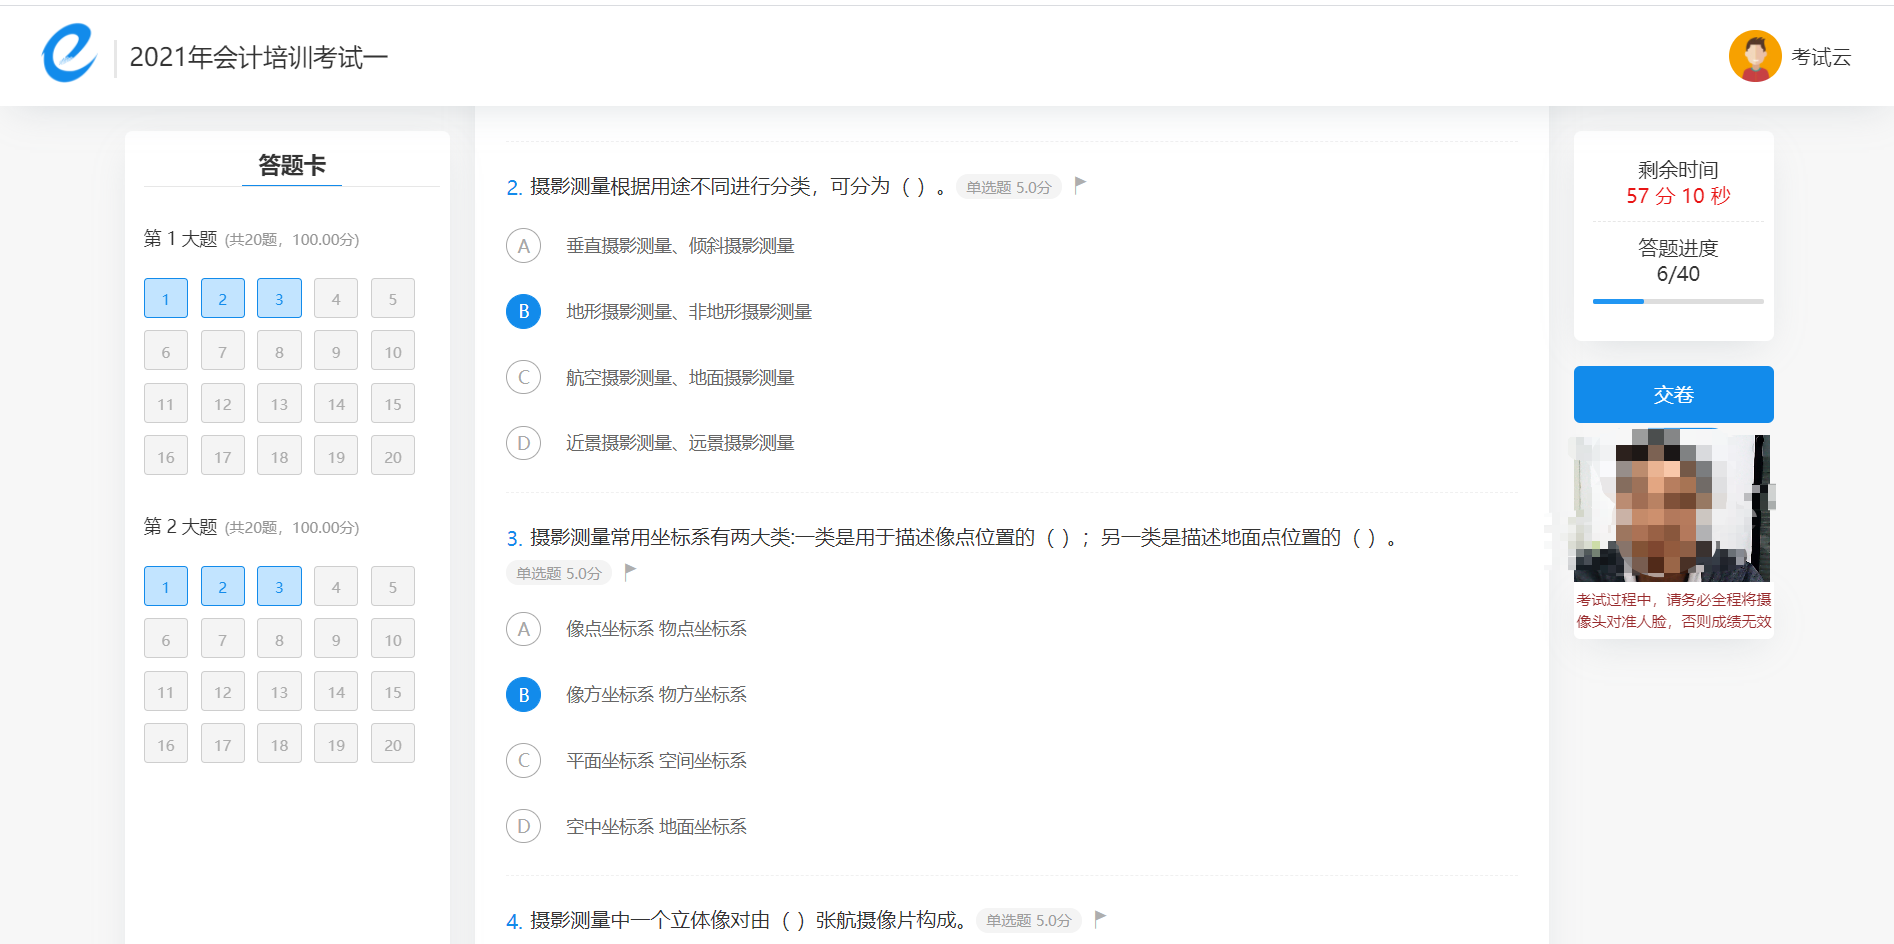 2021年会计培训考试一
考试云
答题卡
第 1 大题 (共20题，100.00分)
1 2 3 4 5
6 7 8 9 10
11 12 13 14 15
16 17 18 19 20
第 2 大题 (共20题，100.00分)
1 2 3 4 5
6 7 8 9 10
11 12 13 14 15
16 17 18 19 20
2. 摄影测量根据用途不同进行分类，可分为（ ）。 单选题 5.0分
A 垂直摄影测量、倾斜摄影测量
B 地形摄影测量、非地形摄影测量
C 航空摄影测量、地面摄影测量
D 近景摄影测量、远景摄影测量
3. 摄影测量常用坐标系有两大类:一类是用于描述像点位置的（ ）；另一类是描述地面点位置的（ ）。
单选题 5.0分
A 像点坐标系 物点坐标系
B 像方坐标系 物方坐标系
C 平面坐标系 空间坐标系
D 空中坐标系 地面坐标系
4. 摄影测量中一个立体像对由（ ）张航摄像片构成。 单选题 5.0分
剩余时间
57 分 10 秒
答题进度
6/40
交卷
考试过程中，请务必全程将摄
像头对准人脸，否则成绩无效